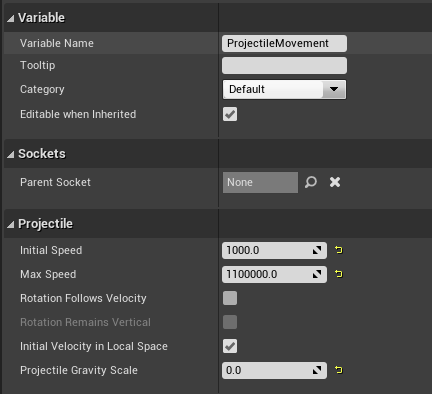 Variable
Variable Name ProjectileMovement
Tooltip
Category Default
Editable when Inherited
Sockets
Parent Socket None
Projectile
Initial Speed 1000.0
Max Speed 1100000.0
Rotation Follows Velocity
Rotation Remains Vertical
Initial Velocity in Local Space
Projectile Gravity Scale 0.0